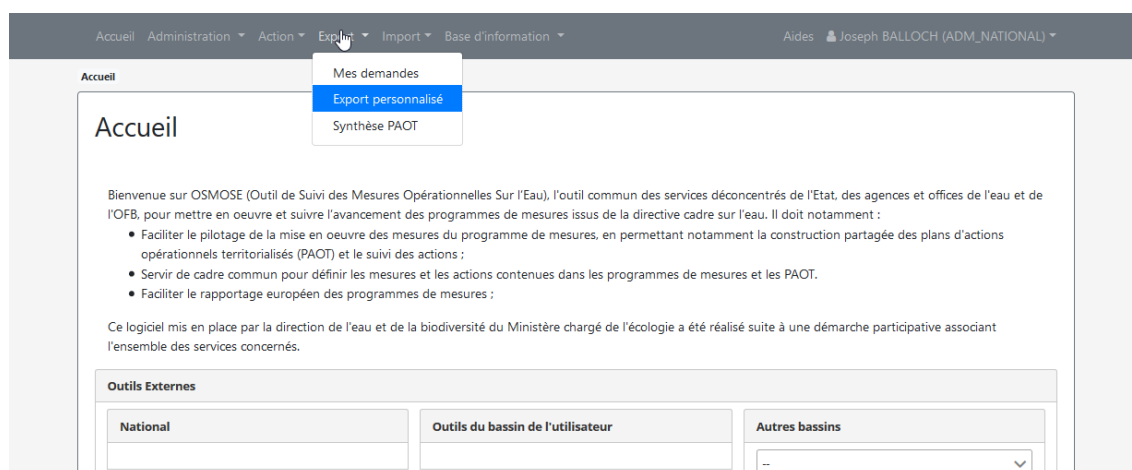 Accueil Administration Action Export Import Base d'information Aides Joseph BALLOCH (ADM_NATIONAL)
Mes demandes
Export personnalisé
Synthèse PAOT
Accueil
Accueil
Bienvenue sur OSMOSE (Outil de Suivi des Mesures Opérationnelles Sur l'Eau), l'outil commun des services déconcentrés de l'Etat, des agences et offices de l'eau et de
l'OFB, pour mettre en oeuvre et suivre l'avancement des programmes de mesures issus de la directive cadre sur l'eau. Il doit notamment :
• Faciliter le pilotage de la mise en oeuvre des mesures du programme de mesures, en permettant notamment la construction partagée des plans d'actions
opérationnels territorialisés (PAOT) et le suivi des actions ;
• Servir de cadre commun pour définir les mesures et les actions contenues dans les programmes de mesures et les PAOT.
• Faciliter le rapportage européen des programmes de mesures ;
Ce logiciel mis en place par la direction de l'eau et de la biodiversité du Ministère chargé de l'écologie a été réalisé suite à une démarche participative associant
l'ensemble des services concernés.
Outils Externes
National
Outils du bassin de l'utilisateur
Autres bassins
--